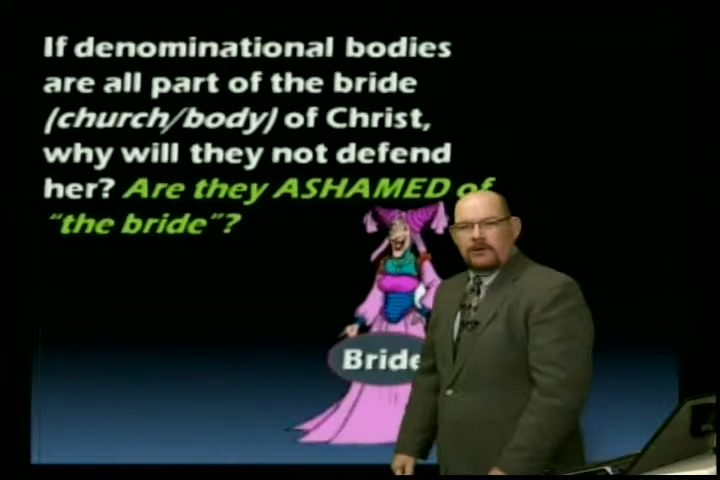 If denominational bodies
are all part of the bride
(church/body) of Christ,
why will they not defend
her? Are they ASHAMED of
“the bride”?
Bride